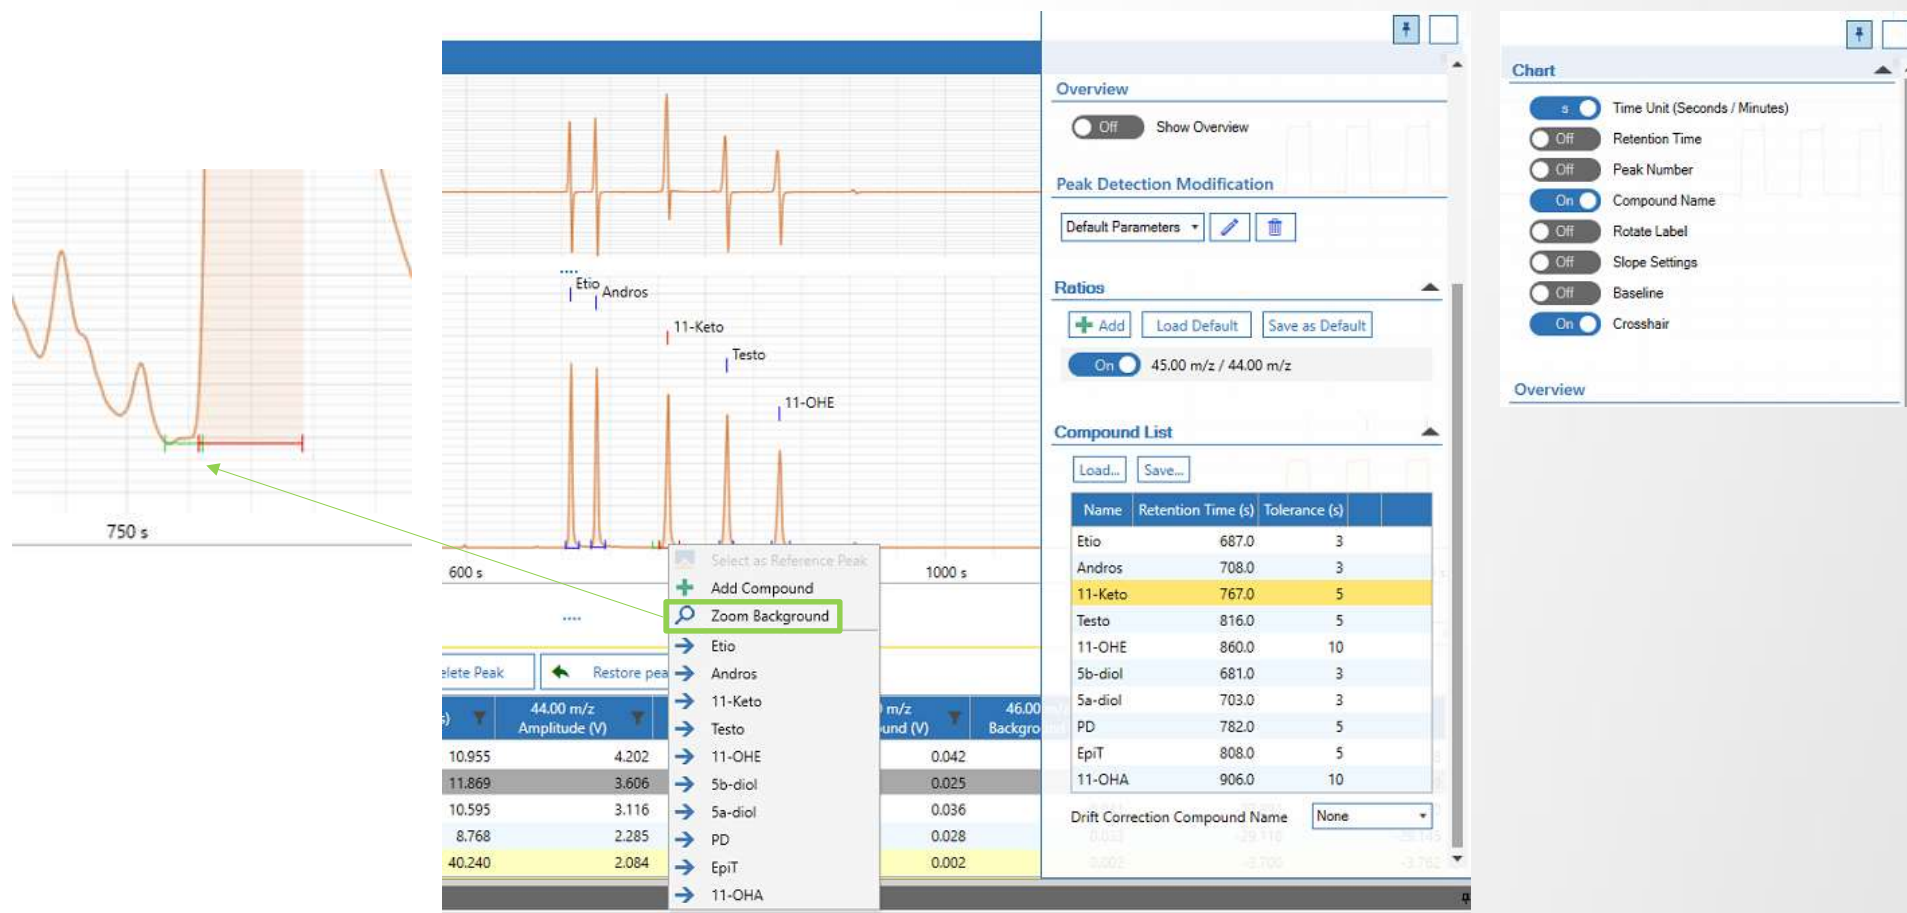 750 s
Etio
Andros
11-Keto
Testo
11-OHE
600 s
1000 s
Select as Reference Peak
Add Compound
Zoom Background
Etio
Andros
11-Keto
Testo
11-OHE
5b-diol
5a-diol
PD
EpiT
11-OHA
elete Peak
Restore pea
44.00 m/z
Amplitude (V)
m/z
und (V)
46.00
Backgro
10.955 4.202 0.042
11.869 3.606 0.025
10.595 3.116 0.036
8.768 2.285 0.028
40.240 2.084 0.002
Overview
Off Show Overview
Peak Detection Modification
Default Parameters
Ratios
Add Load Default Save as Default
On 45.00 m/z / 44.00 m/z
Compound List
Load... Save...
Name Retention Time (s) Tolerance (s)
Etio 687.0 3
Andros 708.0 3
11-Keto 767.0 5
Testo 816.0 5
11-OHE 860.0 10
5b-diol 681.0 3
5a-diol 703.0 3
PD 782.0 5
EpiT 808.0 5
11-OHA 906.0 10
Drift Correction Compound Name None
Chart
s Time Unit (Seconds / Minutes)
Off Retention Time
Off Peak Number
On Compound Name
Off Rotate Label
Off Slope Settings
Off Baseline
On Crosshair
Overview